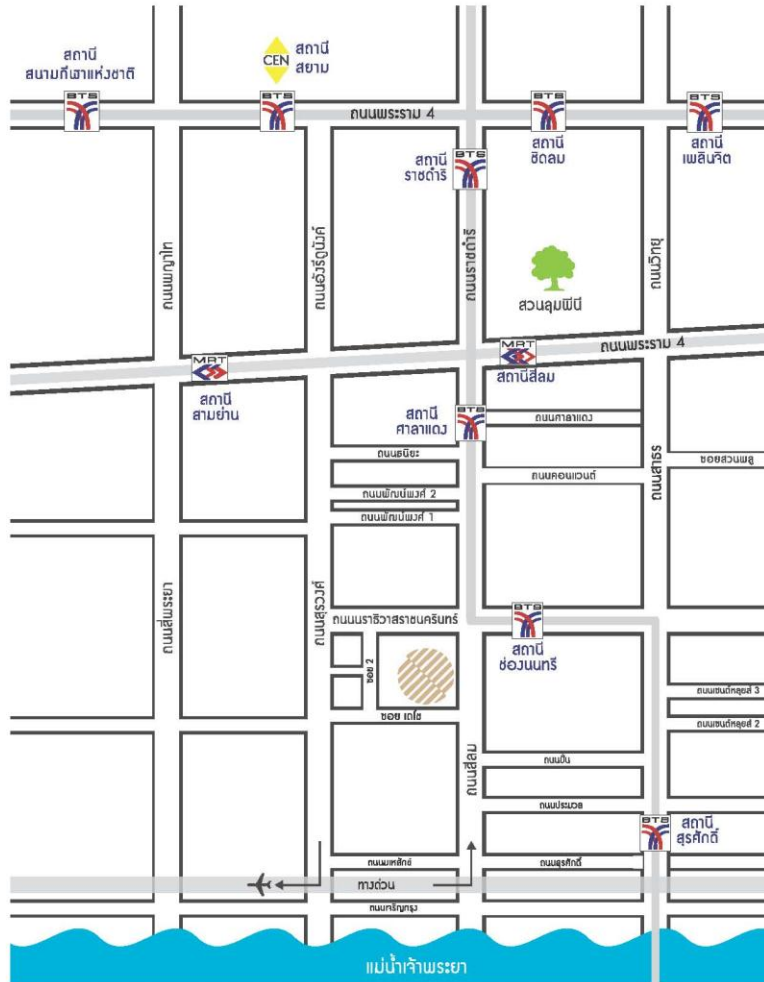 สถานี
สนามกีฬาแห่งชาติ
BTS
CEN
สถานี
สยาม
BTS
ถนนพระราม 4
BTS
สถานี
ชิดลม
BTS
สถานี
เพลินจิต
สถานี
ราชดำริ
BTS
ถนนพญาไท
ถนนอังรีดูนังต์
ถนนราชดำริ
ถนนวิทยุ
สวนลุมพินี
MRT
สถานี
สามย่าน
MRT
สถานีสีลม
ถนนพระราม 4
สถานี
ศาลาแดง
BTS
ถนนศาลาแดง
ถนนธนิยะ
ถนนคอนแวนต์
ถนนสาธร
ซอยสวนพลู
ถนนพัฒน์พงศ์ 2
ถนนพัฒน์พงศ์ 1
ถนนสี่พระยา
ถนนสุรวงศ์
ถนนนราธิวาสราชนครินทร์
BTS
สถานี
ช่องนนทรี
ซอย 2
ซอย เดโช
ถนนเซนต์หลุยส์ 3
ถนนเซนต์หลุยส์ 2
ถนนสีลม
ถนนปั้น
ถนนประมวล
BTS
สถานี
สุรศักดิ์
ถนนมเหสักข์
ถนนสุรศักดิ์
ทางด่วน
ถนนเจริญกรุง
แม่น้ำเจ้าพระยา